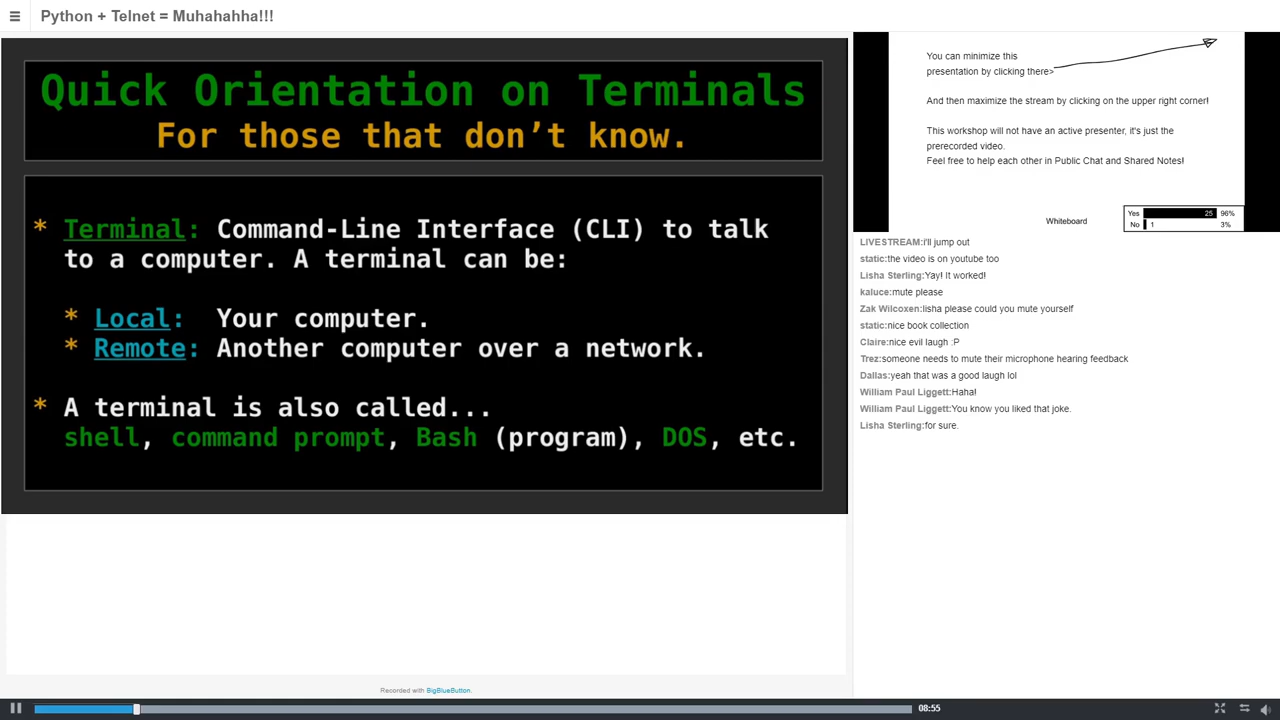 Python + Telnet = Muhahahha!!!
Quick Orientation on Terminals
For those that don’t know.
* Terminal: Command-Line Interface (CLI) to talk
to a computer. A terminal can be:
* Local: Your computer.
* Remote: Another computer over a network.
* A terminal is also called...
shell, command prompt, Bash (program), DOS, etc.
You can minimize this
presentation by clicking there>
And then maximize the stream by clicking on the upper right corner!
This workshop will not have an active presenter, it's just the
prerecorded video.
Feel free to help each other in Public Chat and Shared Notes!
Whiteboard
Yes 25 96%
No 1 3%
LIVESTREAM:i'll jump out
static:the video is on youtube too
Lisha Sterling:Yay! It worked!
kaluce:mute please
Zak Wilcoxen:lisha please could you mute yourself
static:nice book collection
Claire:nice evil laugh :P
Trez:someone needs to mute their microphone hearing feedback
Dallas:yeah that was a good laugh lol
William Paul Liggett:Haha!
William Paul Liggett:You know you liked that joke.
Lisha Sterling:for sure.
Recorded with BigBlueButton.
08:55